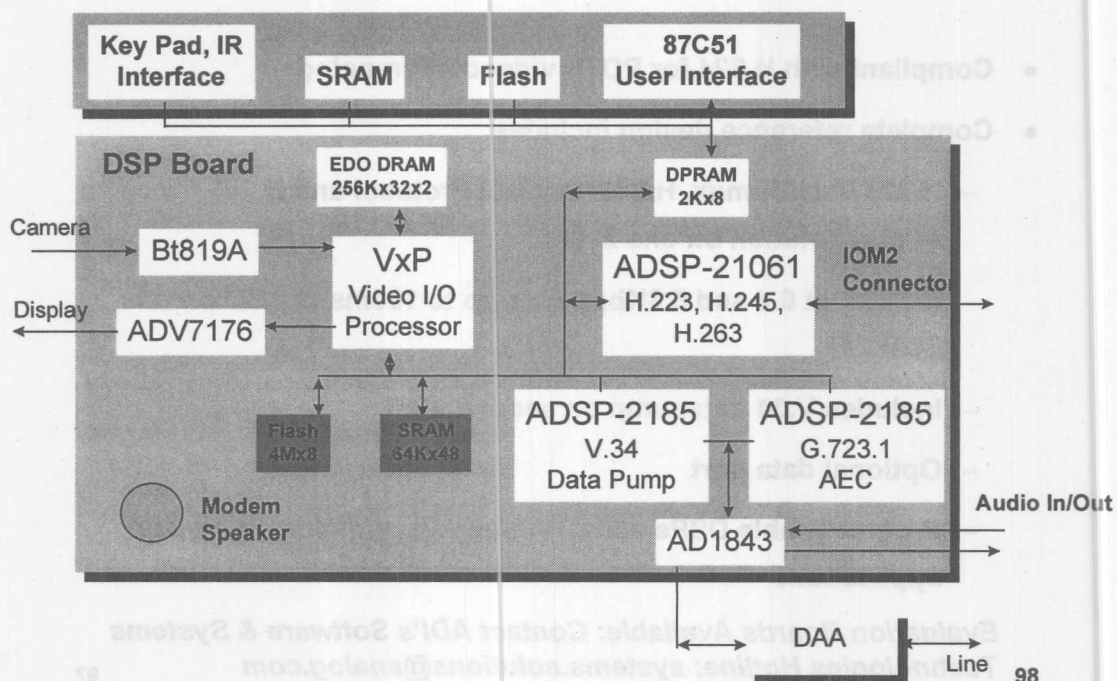 Key Pad, IR
Interface
SRAM
Flash
87C51
User Interface
DSP Board
EDO DRAM
256Kx32x2
DPRAM
2Kx8
Camera
Bt819A
VxP
Video I/O
Processor
ADSP-21061
H.223, H.245,
H.263
IOM2
Connector
Display
ADV7176
Flash
4Mx8
SRAM
64Kx48
ADSP-2185
V.34
Data Pump
ADSP-2185
G.723.1
AEC
Modem
Speaker
AD1843
Audio In/Out
DAA
Line
98